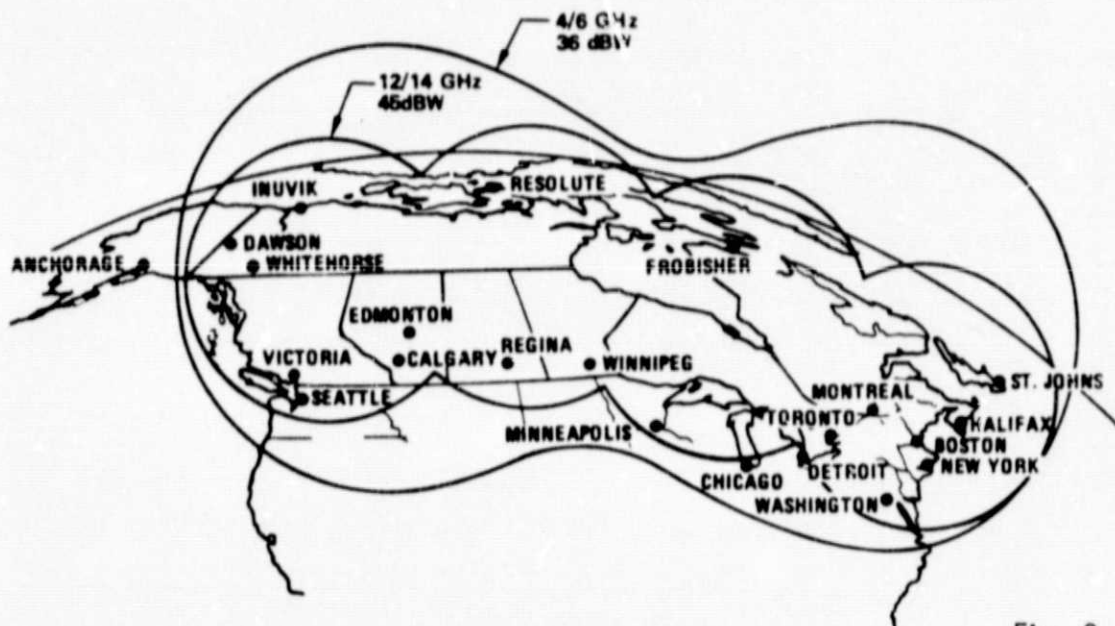 4/6 GHz
36 dBW
12/14 GHz
45dBW
INUVIK
RESOLUTE
DAWSON
ANCHORAGE
WHITEHORSE
FROBISHER
EDMONTON
REGINA
VICTORIA
CALGARY
WINNIPEG
SEATTLE
MONTREAL
ST. JOHNS
TORONTO
HALIFAX
MINNEAPOLIS
BOSTON
DETROIT
NEW YORK
CHICAGO
WASHINGTON